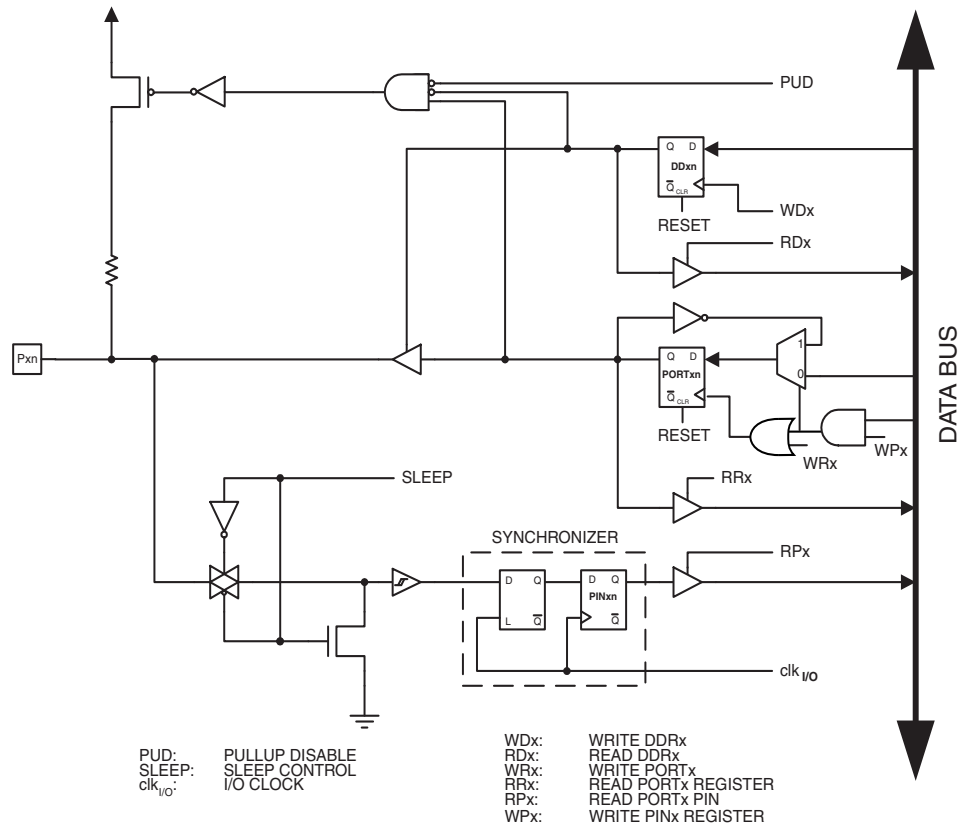 PUD
Q D
DDxn
Q CLR
WDx
RESET
RDx
Pxn
1
Q D
PORTxn
0
Q CLR
DATA BUS
RESET
WRx
WPx
SLEEP
RRx
SYNCHRONIZER
RPx
D Q
D Q
PINxn
L Q
Q
clk I/O
PUD: PULLUP DISABLE
SLEEP: SLEEP CONTROL
clkI/O: I/O CLOCK
WDx: WRITE DDRx
RDx: READ DDRx
WRx: WRITE PORTx
RRx: READ PORTx REGISTER
RPx: READ PORTx PIN
WPx: WRITE PINx REGISTER